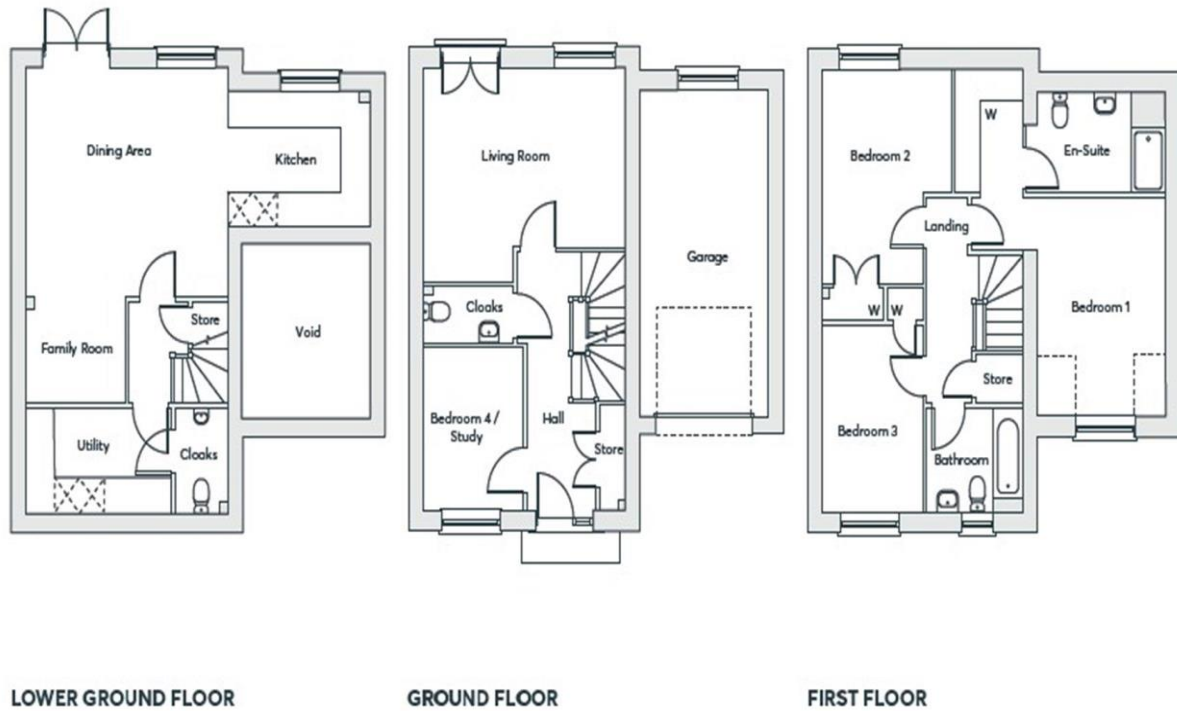 Dining Area
Kitchen
Store
Family Room
Void
Utility
Cloaks
LOWER GROUND FLOOR
Living Room
Garage
Cloaks
Bedroom 4 /
Study
Hall
Store
GROUND FLOOR
W
Bedroom 2
En-Suite
Landing
W
W
Bedroom 1
Store
Bedroom 3
Bathroom
FIRST FLOOR